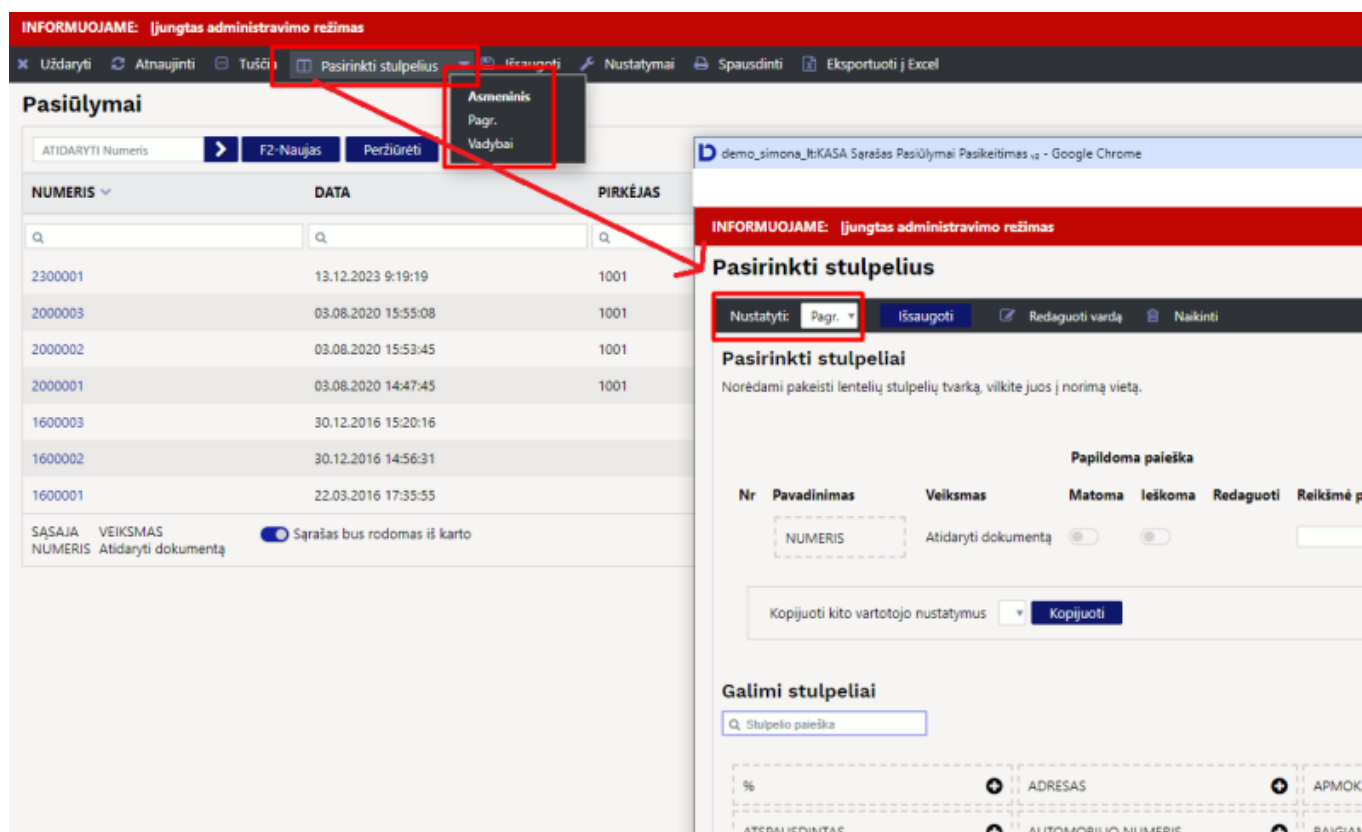 INFORMUOJAME: Įjungtas administravimo režimas
Uždaryti Atnaujinti Tuščia Pasirinkti stulpelius Išsaugoti Nustatymai Spausdinti Eksportuoti į Excel
Asmeninis
Pagr.
Vadybai
Pasiūlymai
ATIDARYTI Numeris F2-Naujas Peržiūrėti
NUMERIS DATA PIRKĖJAS
2300001 13.12.2023 9:19:19 1001
2000003 03.08.2020 15:55:08 1001
2000002 03.08.2020 15:53:45 1001
2000001 03.08.2020 14:47:45 1001
1600003 30.12.2016 15:20:16
1600002 30.12.2016 14:56:31
1600001 22.03.2016 17:35:55
SĄSAJA VEIKSMAS
NUMERIS Atidaryti dokumentą
Sąrašas bus rodomas iš karto
demo_simona_lt:KASA Sąrašas Pasiūlymai Pasikeitimas v2 - Google Chrome
INFORMUOJAME: Įjungtas administravimo režimas
Pasirinkti stulpelius
Nustatyti: Pagr. Išsaugoti Redaguoti vardą Naikinti
Pasirinkti stulpeliai
Norėdami pakeisti lentelių stulpelių tvarką, vilkite juos į norimą vietą.
Papildoma paieška
Nr Pavadinimas Veiksmas Matoma Ieškoma Redaguoti Reikšmė p
NUMERIS Atidaryti dokumentą
Kopijuoti kito vartotojo nustatymus Kopijuoti
Galimi stulpeliai
Stulpelio paieška
% ADRESAS APMOK
ATSPAUSDINTAS AUTOMOBILIO NUMERIS